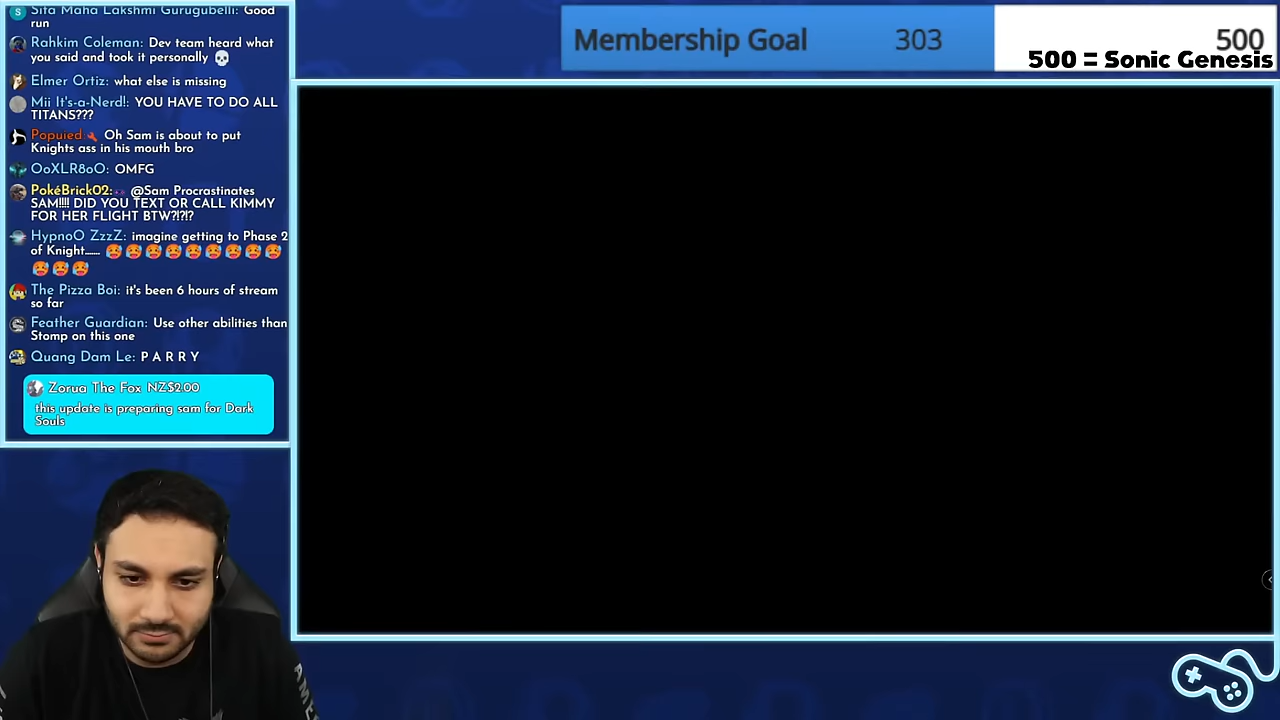 Sita Maha Lakshmi Gurugubelli: Good
run
Rahkim Coleman: Dev team heard what
you said and took it personally 💀
Elmer Ortiz: what else is missing
Mii It's-a-Nerd!: YOU HAVE TO DO ALL
TITANS???
Popuied🔧 Oh Sam is about to put
Knights ass in his mouth bro
OoXLR8oO: OMFG
PokéBrick02: @Sam Procrastinates
SAM!!!! DID YOU TEXT OR CALL KIMMY
FOR HER FLIGHT BTW?!?!?
HypnoO ZzzZ: imagine getting to Phase 2
of Knight....... 🥵🥵🥵🥵🥵🥵🥵🥵🥵
🥵🥵🥵
The Pizza Boi: it's been 6 hours of stream
so far
Feather Guardian: Use other abilities than
Stomp on this one
Quang Dam Le: P A R R Y
Zorua The Fox NZ$2.00
this update is preparing sam for Dark
Souls
Membership Goal 303 500
500 = Sonic Genesis
AME